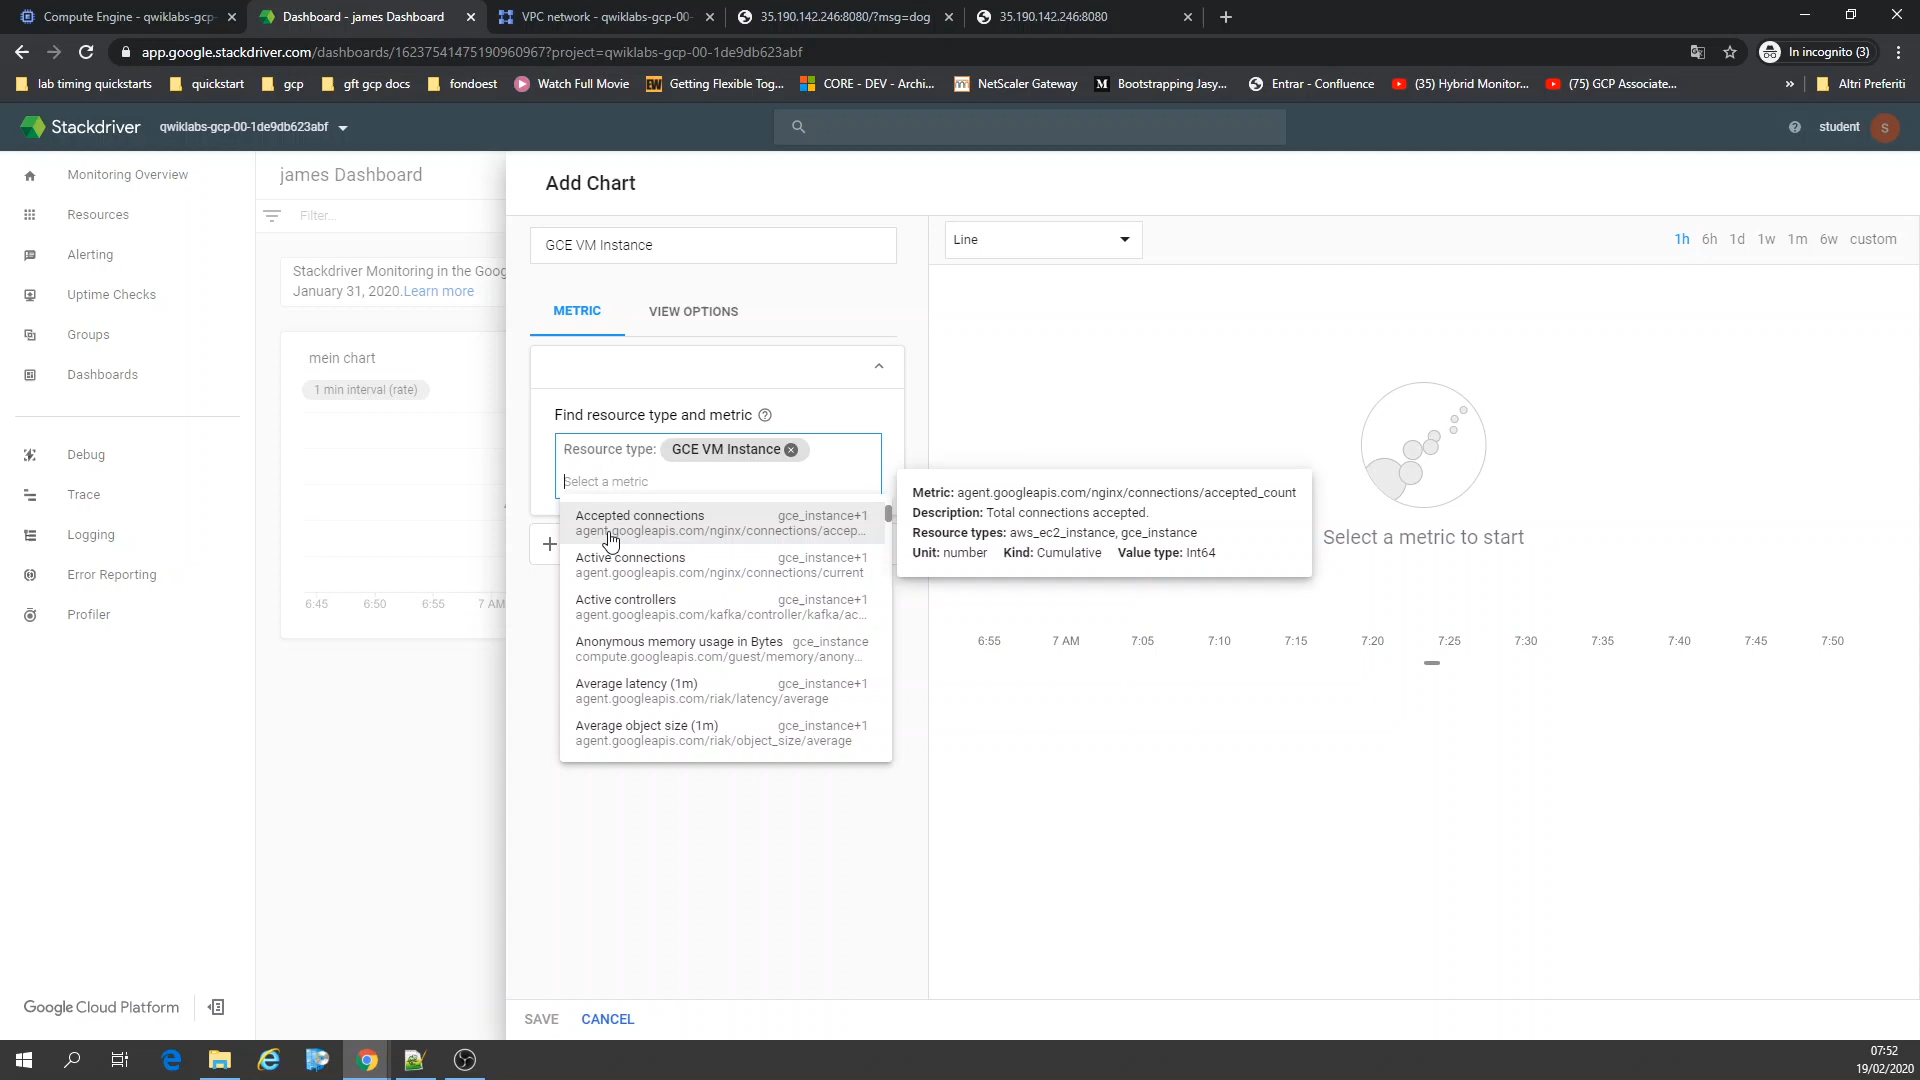 Compute Engine - qwiklabs-gcp-
Dashboard - james Dashboard
VPC network - qwiklabs-gcp-00-
35.190.142.246:8080/?msg=dog
35.190.142.246:8080
app.google.stackdriver.com/dashboards/16237541475190960967?project=qwiklabs-gcp-00-1de9db623abf
In incognito (3)
lab timing quickstarts
quickstart
gcp
gft gcp docs
fondoest
Watch Full Movie
Getting Flexible Tog...
CORE - DEV - Archi...
NetScaler Gateway
Bootstrapping Jasy...
Entrar - Confluence
(35) Hybrid Monitor...
(75) GCP Associate...
»
Altri Preferiti
Stackdriver
qwiklabs-gcp-00-1de9db623abf
student
S
Monitoring Overview
Resources
Alerting
Uptime Checks
Groups
Dashboards
Debug
Trace
Logging
Error Reporting
Profiler
Google Cloud Platform
james Dashboard
Filter...
Stackdriver Monitoring in the Goog
January 31, 2020.Learn more
mein chart
1 min interval (rate)
6:45 6:50 6:55 7 AM
Add Chart
GCE VM Instance
METRIC
VIEW OPTIONS
Find resource type and metric
Resource type: GCE VM Instance
Select a metric
Accepted connections gce_instance+1
agent.googleapis.com/nginx/connections/accep...
Active connections gce_instance+1
agent.googleapis.com/nginx/connections/current
Active controllers gce_instance+1
agent.googleapis.com/kafka/controller/kafka/ac...
Anonymous memory usage in Bytes gce_instance
compute.googleapis.com/guest/memory/anony...
Average latency (1m) gce_instance+1
agent.googleapis.com/riak/latency/average
Average object size (1m) gce_instance+1
agent.googleapis.com/riak/object_size/average
Metric: agent.googleapis.com/nginx/connections/accepted_count
Description: Total connections accepted.
Resource types: aws_ec2_instance, gce_instance
Unit: number Kind: Cumulative Value type: Int64
Line
1h 6h 1d 1w 1m 6w custom
Select a metric to start
6:55 7 AM 7:05 7:10 7:15 7:20 7:25 7:30 7:35 7:40 7:45 7:50
SAVE
CANCEL
07:52
19/02/2020